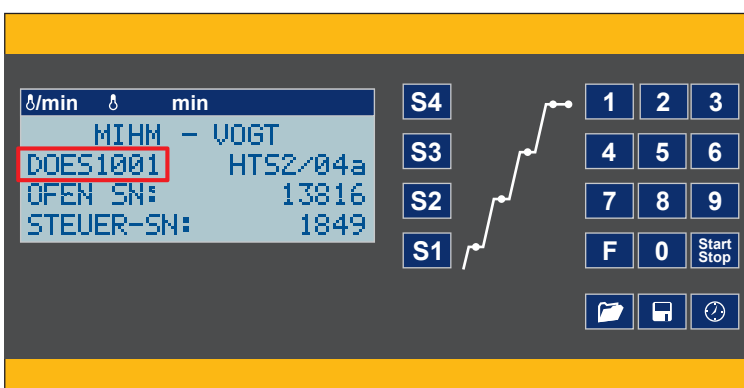 /min min
MIHM - VOGT
DOES1001 HTS2/04a
OFEN SN: 13816
STEUER-SN: 1849
S4
S3
S2
S1
1 2 3
4 5 6
7 8 9
F 0 Start Stop